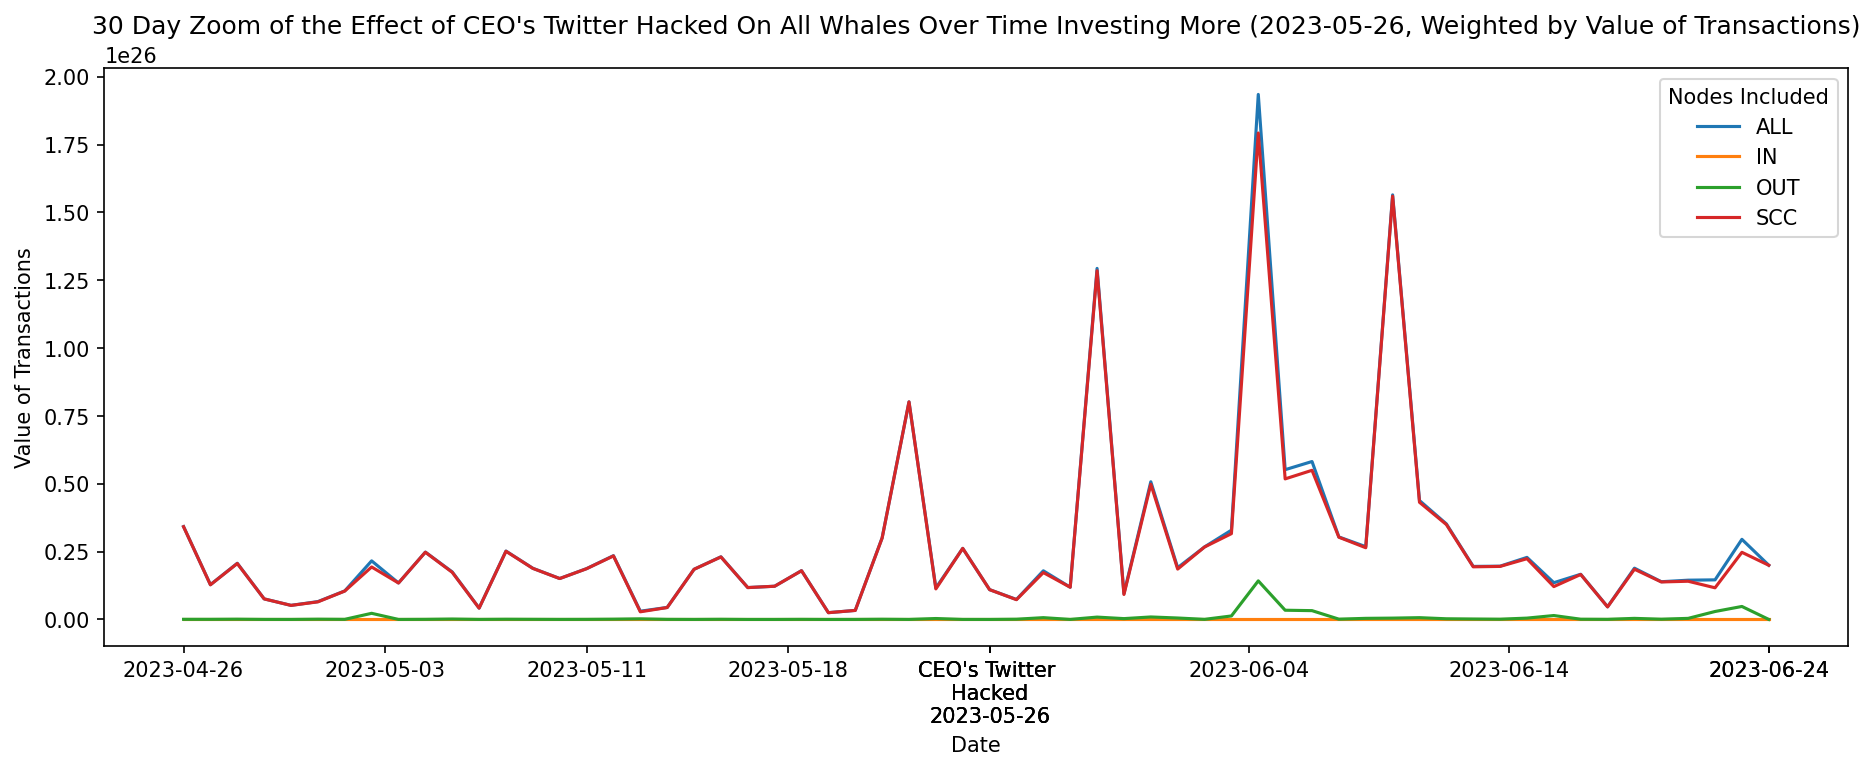 30 Day Zoom of the Effect of CEO's Twitter Hacked On All Whales Over Time Investing More (2023-05-26, Weighted by Value of Transactions)
1e26
2.00
1.75
1.50
1.25
1.00
0.75
0.50
0.25
0.00
Value of Transactions
Nodes Included
ALL
IN
OUT
SCC
2023-04-26
2023-05-03
2023-05-11
2023-05-18
CEO's Twitter
Hacked
2023-05-26
2023-06-04
2023-06-14
2023-06-24
Date